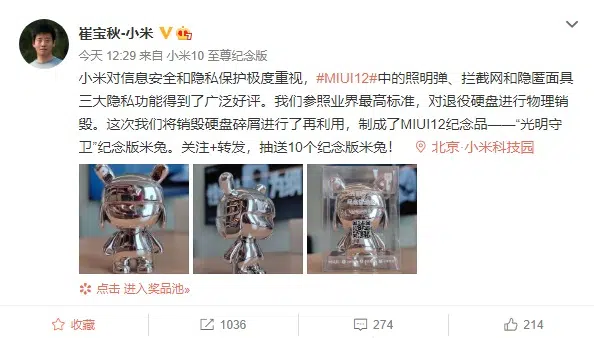 崔宝秋-小米
今天 12:29 来自 小米10 至尊纪念版
小米对信息安全和隐私保护极度重视，#MIUI12#中的照明弹、拦截网和隐匿面具
三大隐私功能得到了广泛好评。我们参照业界最高标准，对退役硬盘进行物理销
毁。这次我们将销毁硬盘碎屑进行了再利用，制成了MIUI12纪念品——“光明守
卫”纪念版米兔。关注+转发，抽送10个纪念版米兔！ 北京·小米科技园
点击 进入奖品池»
收藏 1036 274 214